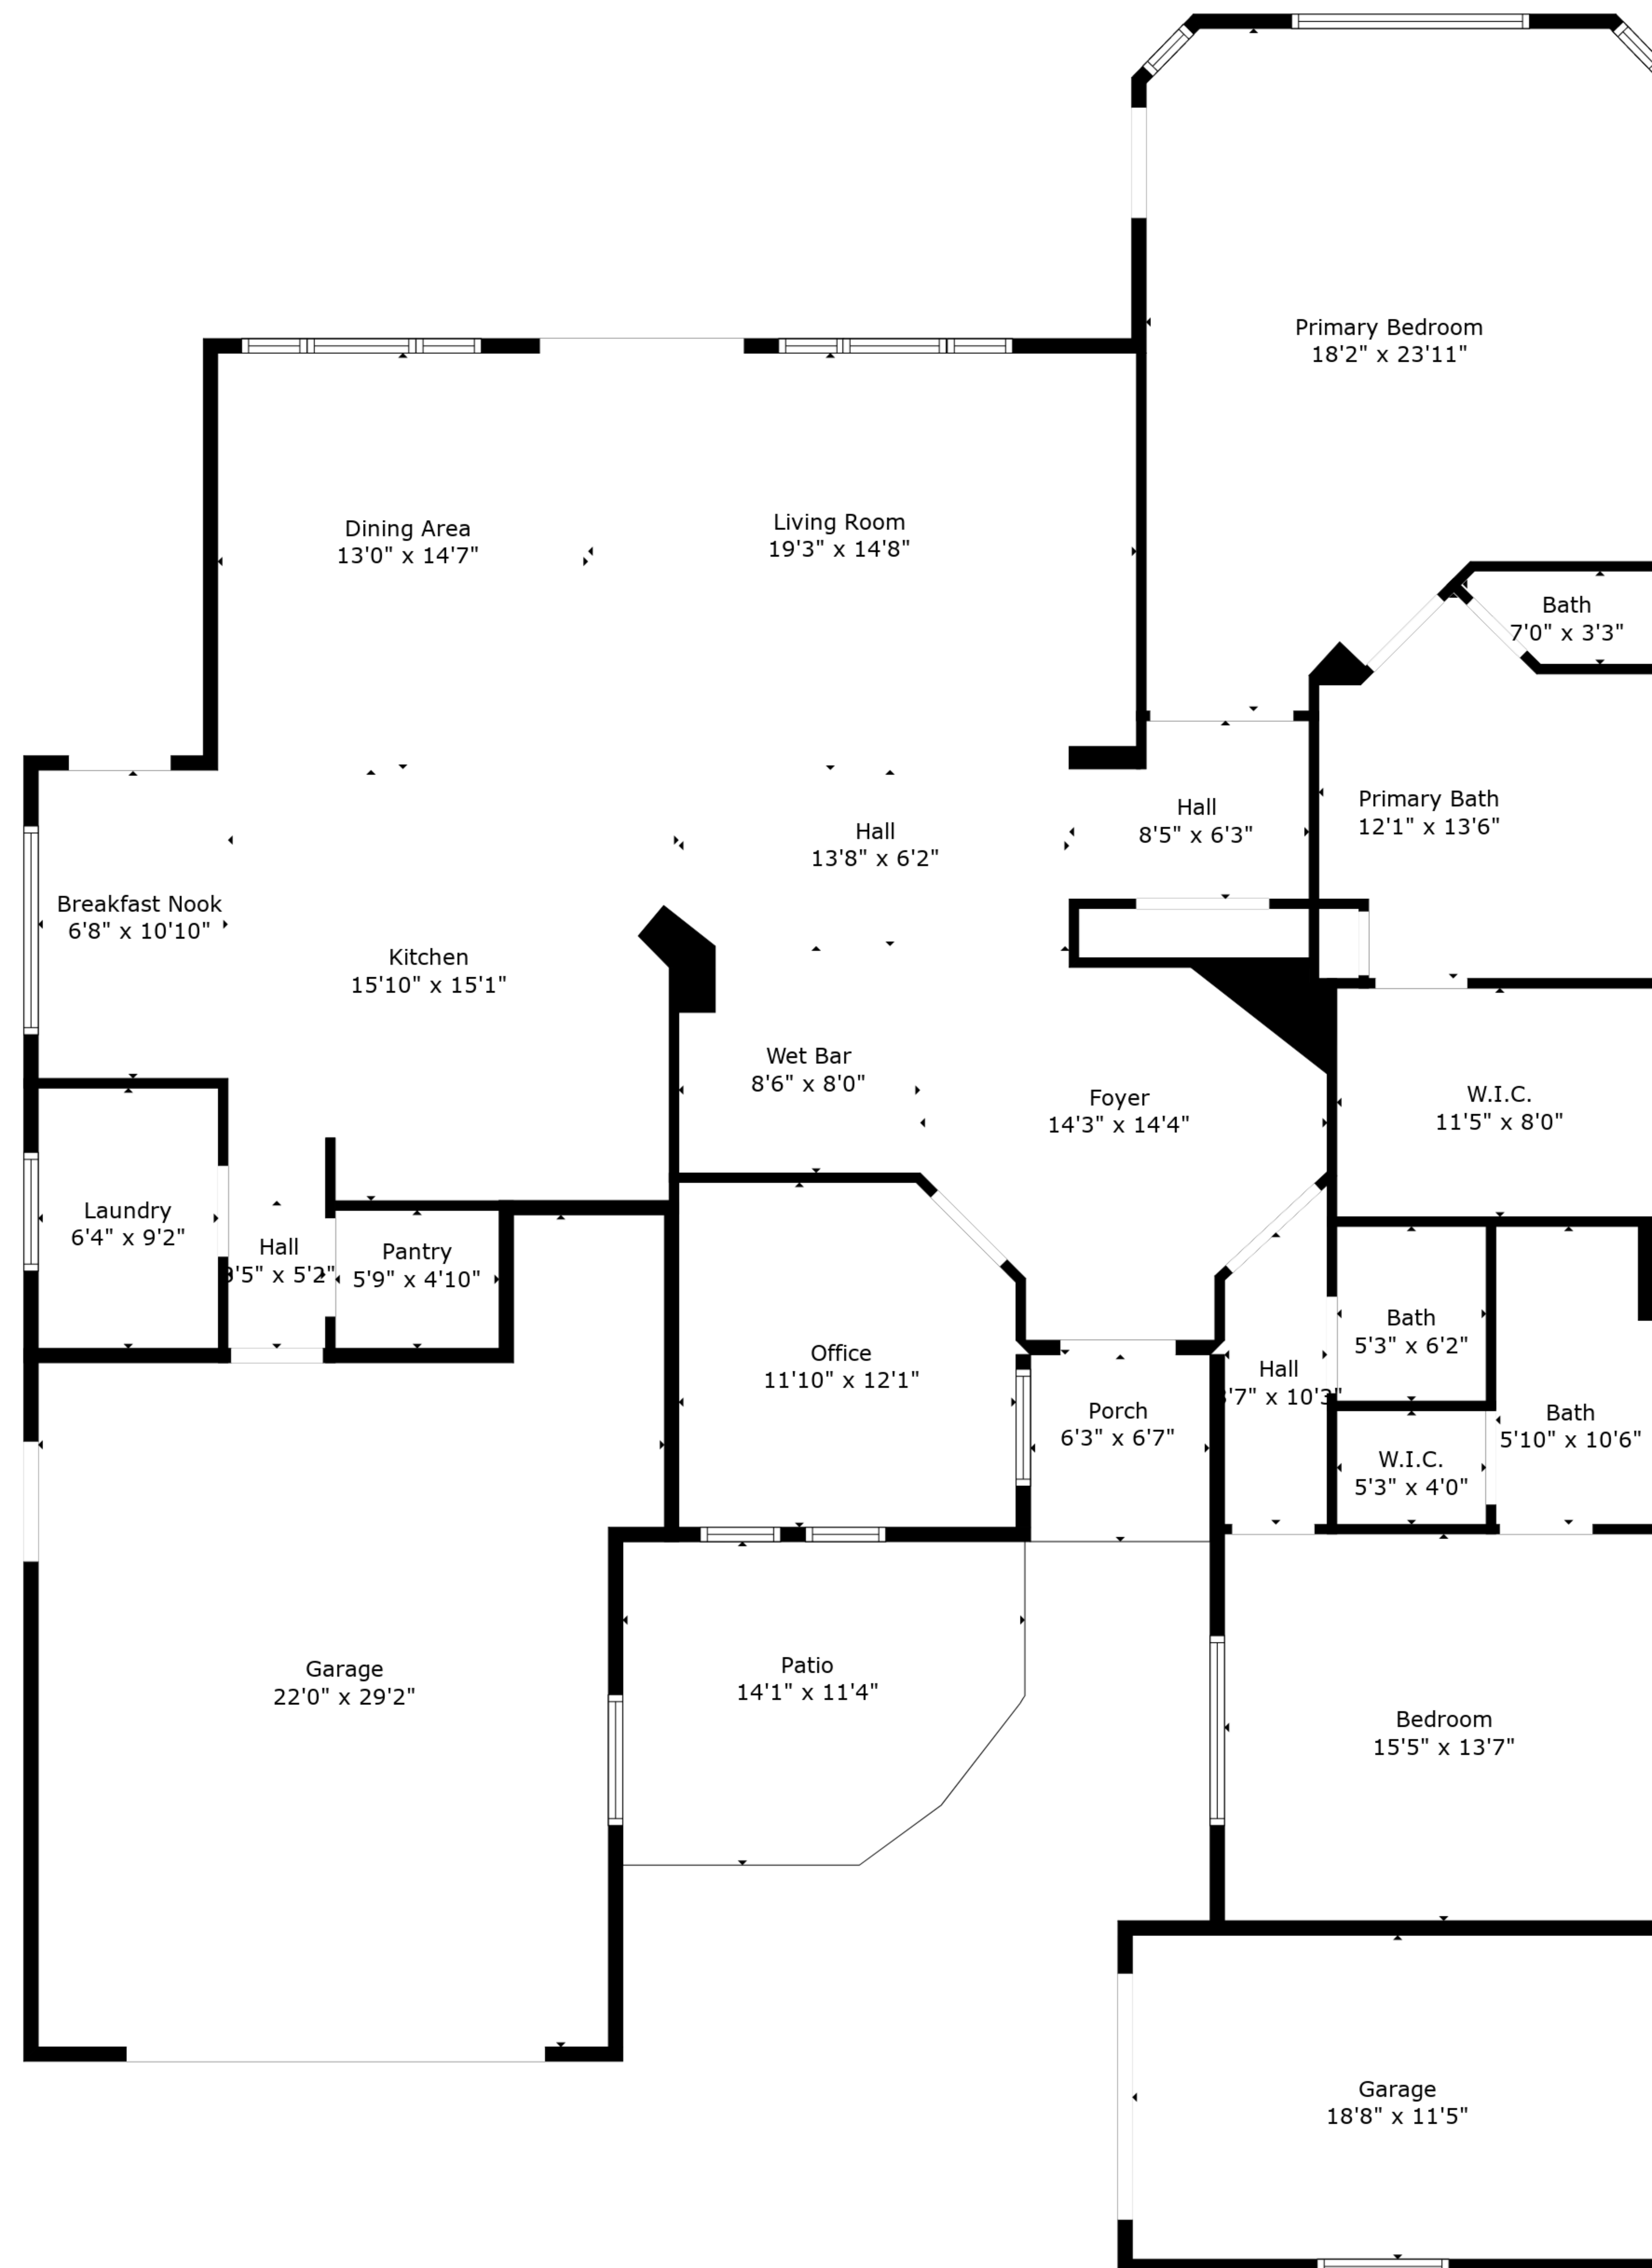 Primary Bedroom
18'2" x 23'11"
Dining Area
13'0" x 14'7"
Living Room
19'3" x 14'8"
Bath
7'0" x 3'3"
Primary Bath
12'1" x 13'6"
Hall
8'5" x 6'3"
Hall
13'8" x 6'2"
Breakfast Nook
6'8" x 10'10"
Kitchen
15'10" x 15'1"
Wet Bar
8'6" x 8'0"
Foyer
14'3" x 14'4"
W.I.C.
11'5" x 8'0"
Laundry
6'4" x 9'2"
Hall
x 5'2"
Pantry
5'9" x 4'10"
Bath
5'3" x 6'2"
Office
11'10" x 12'1"
Hall
x 10'3"
Porch
6'3" x 6'7"
Bath
5'10" x 10'6"
W.I.C.
5'3" x 4'0"
Garage
22'0" x 29'2"
Patio
14'1" x 11'4"
Bedroom
15'5" x 13'7"
Garage
18'8" x 11'5"